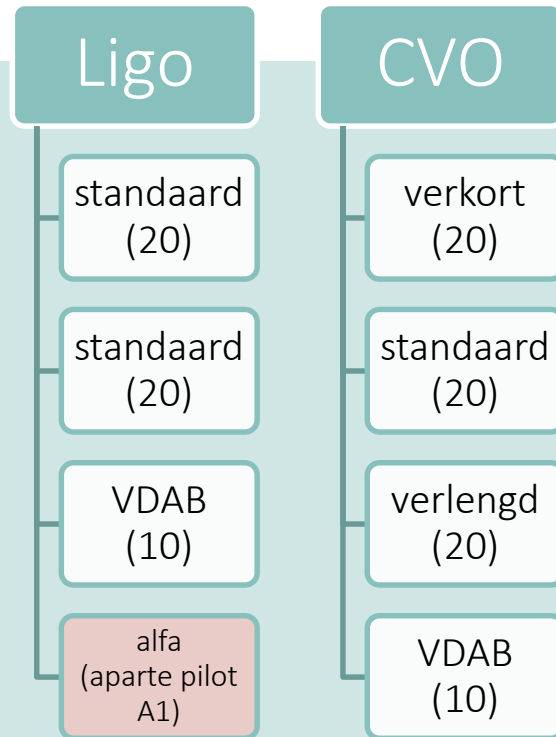 Ligo
standaard
(20)
standaard
(20)
VDAB
(10)
alfa
(aparte pilot
A1)
CVO
verkort
(20)
standaard
(20)
verlengd
(20)
VDAB
(10)